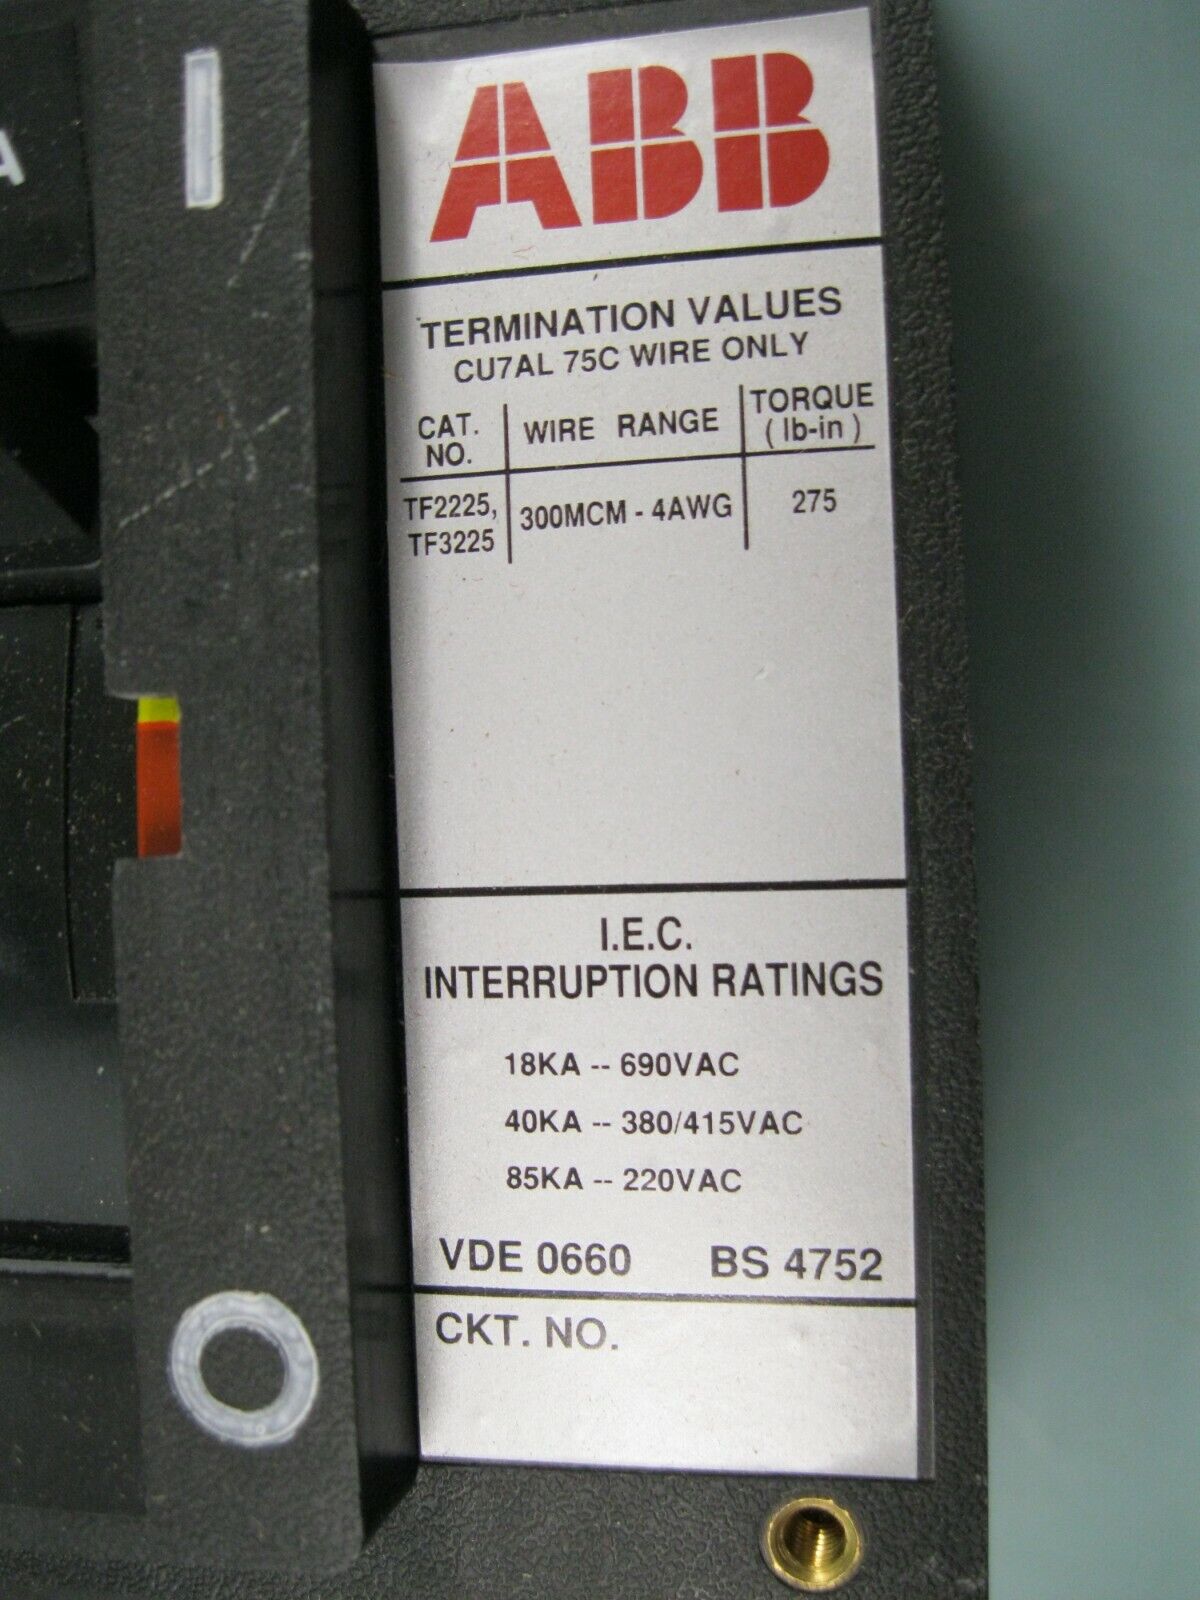 A
ABB
TERMINATION VALUES
CU7AL 75C WIRE ONLY
CAT. NO. WIRE RANGE TORQUE (lb-in)
TF2225, TF3225 300MCM - 4AWG 275
I.E.C.
INTERRUPTION RATINGS
18KA -- 690VAC
40KA -- 380/415VAC
85KA -- 220VAC
VDE 0660 BS 4752
CKT. NO.